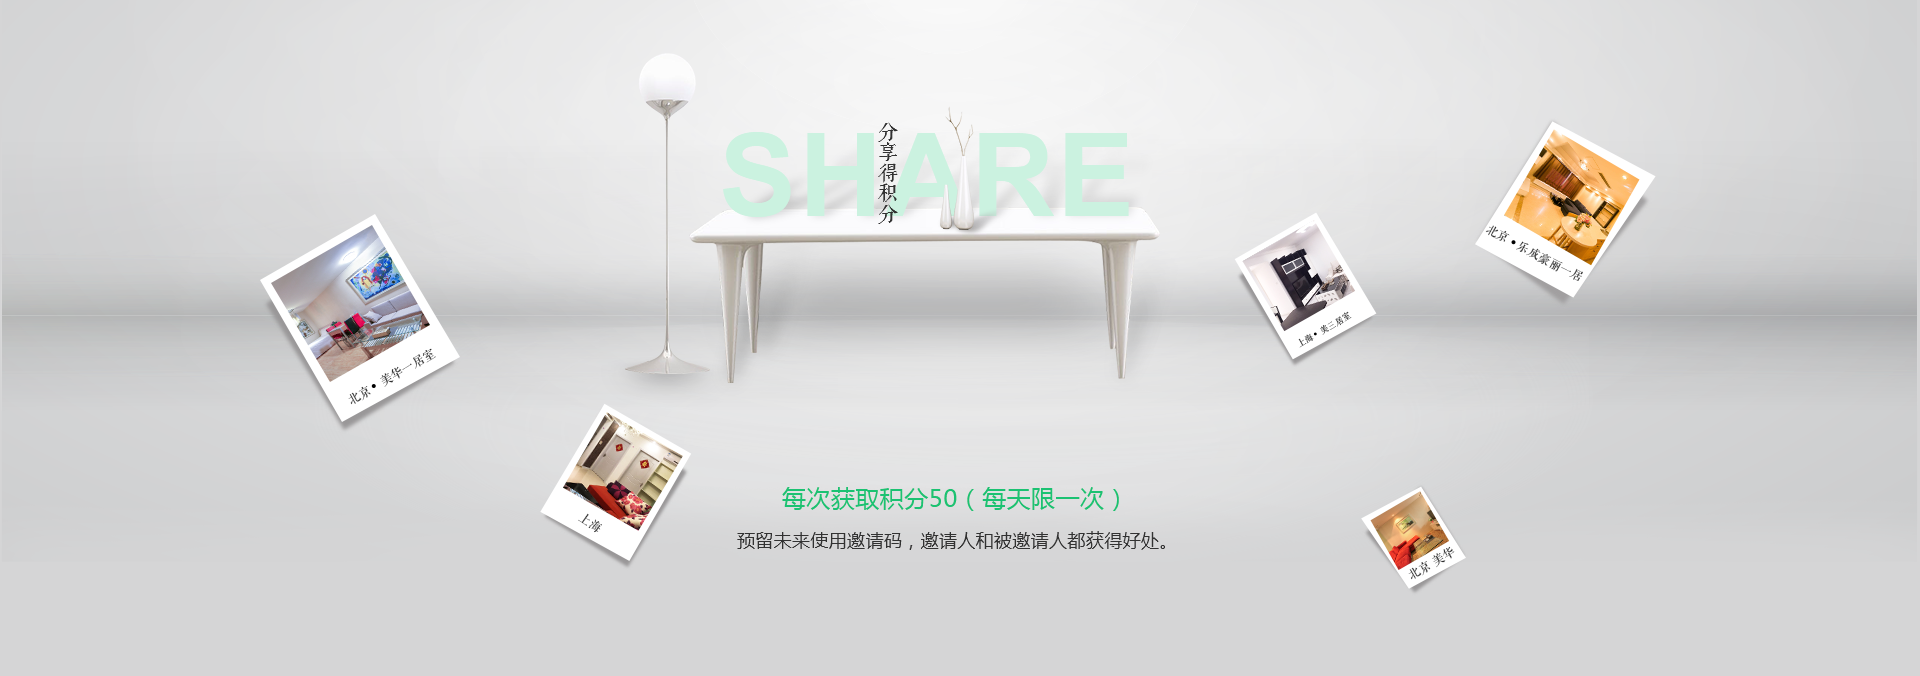 SHARE
分享得积分
北京•乐成豪丽一居
上海•美三居室
北京•美华一居室
上海
每次获取积分50（每天限一次）
预留未来使用邀请码，邀请人和被邀请人都获得好处。
北京 美华